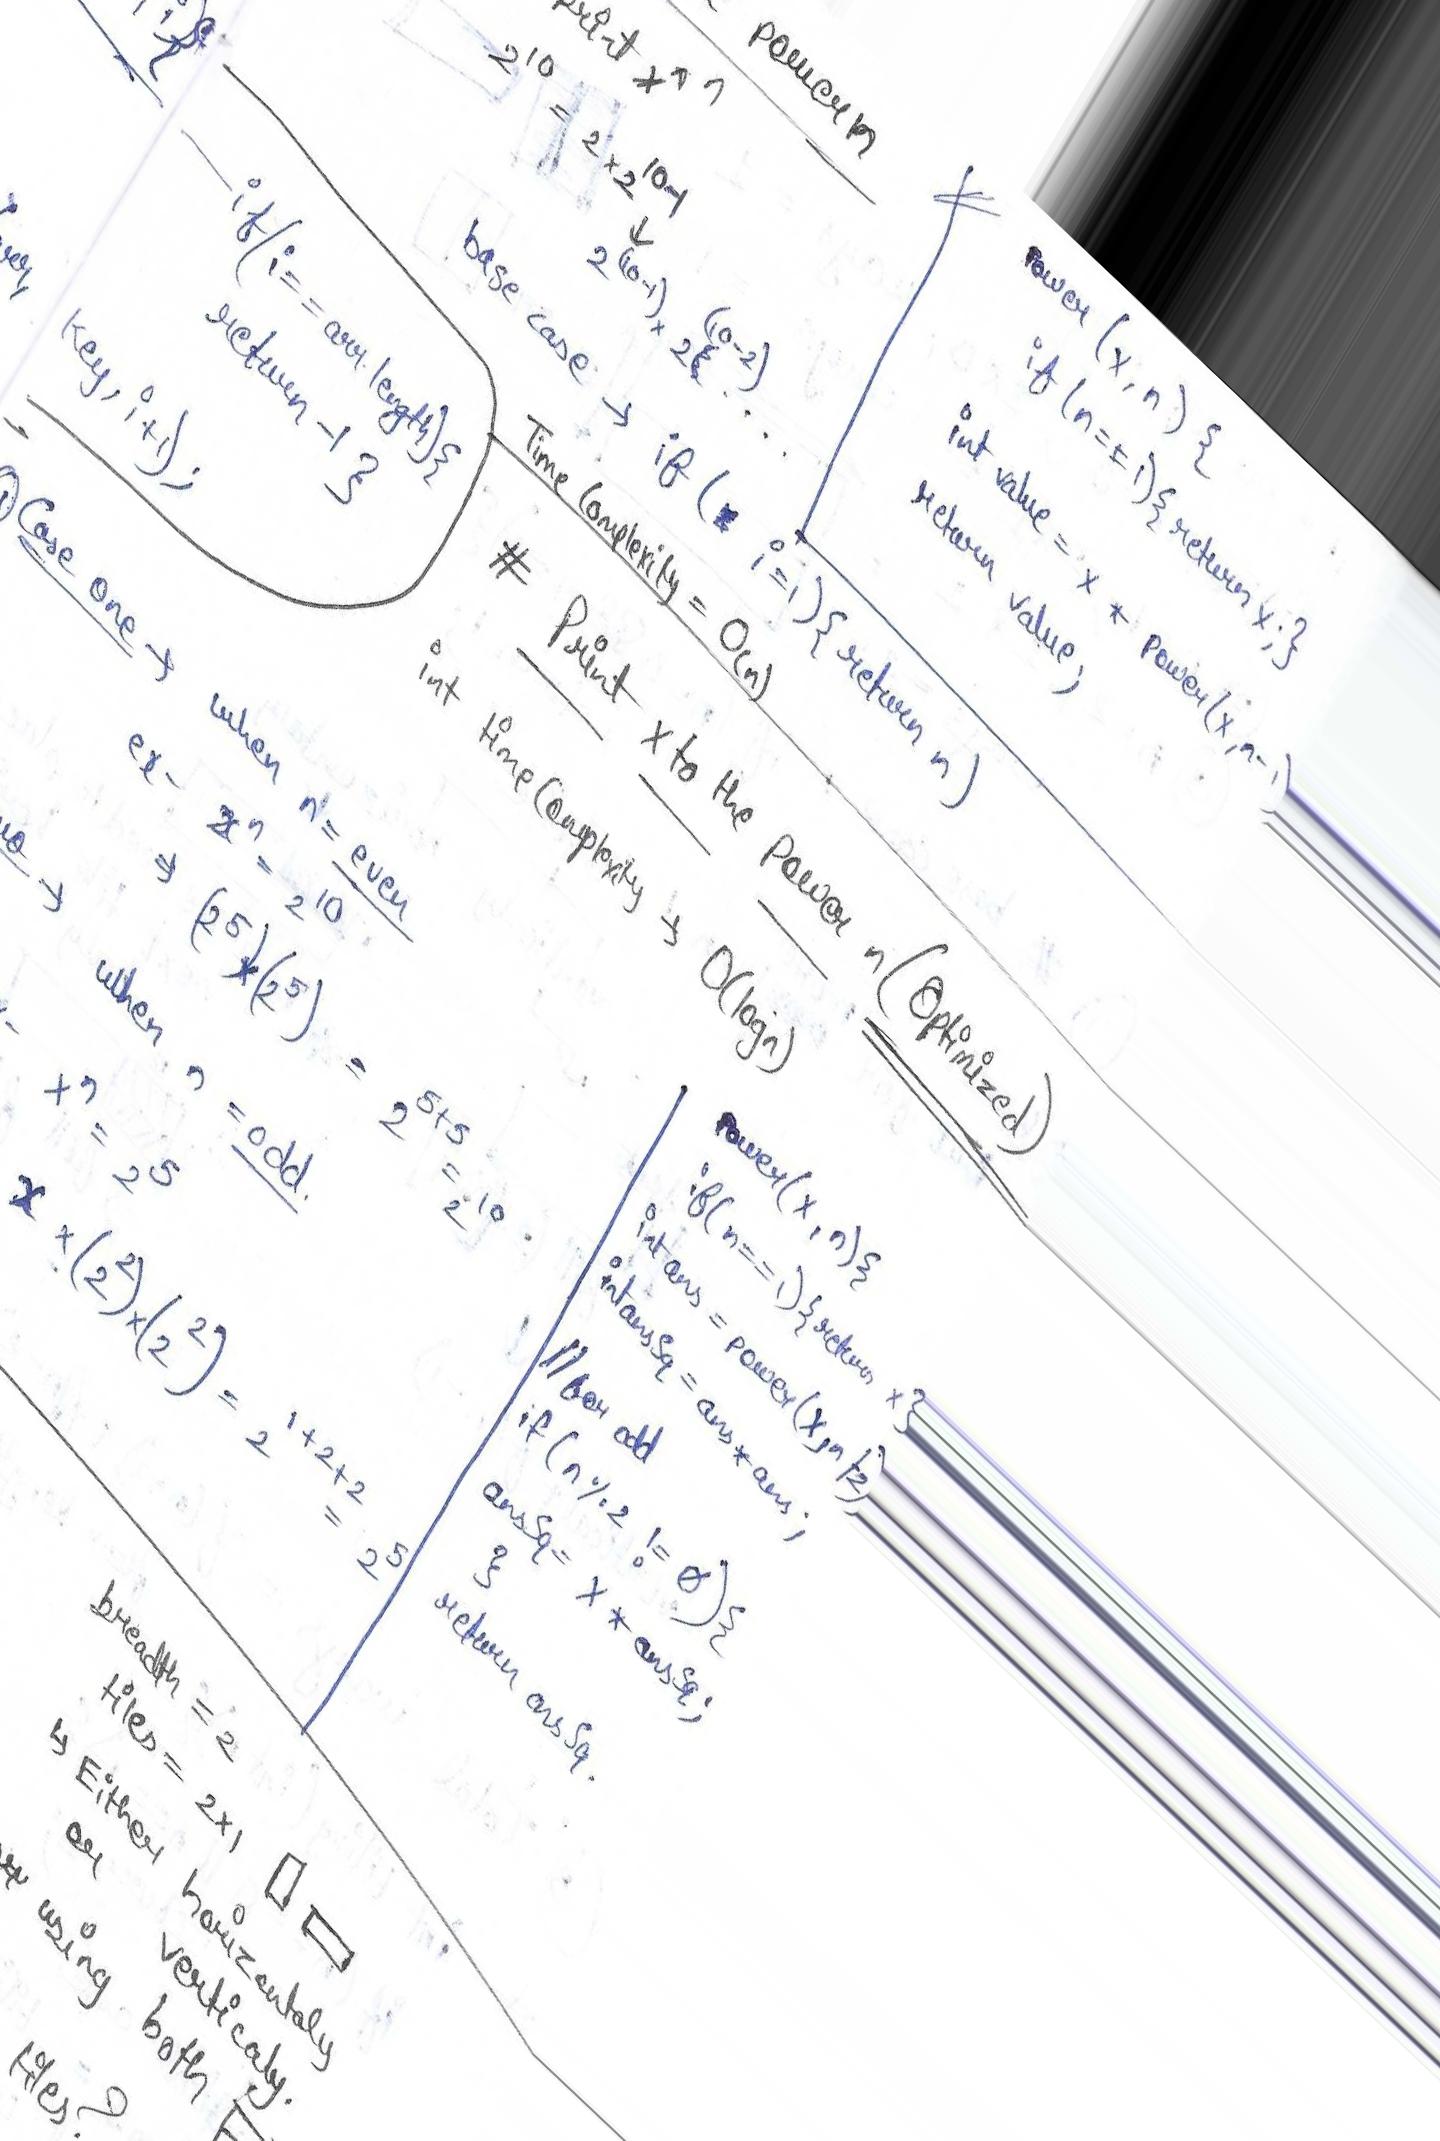 power n
print x^n
2^10 = 2 × 2^10-1
↓
2^(10-1) × 2^(10-2) . . . .
base case → if ( i=1){return n}
Power (x, n) {
if (n==1){return x;}
int value = x * power(x, n-1)
return value;
if (i == arr.length){
return -1 }
key, i+1);
Time Complexity = O(n)
# Print x to the power n (Optimized)
int time Complexity → O(logn)
① Case one → when n = even
ex- x^n = 2^10
⇒ (2^5)×(2^5) = 2^5+5 = 2^10.
→ when n = odd.
x^n = 2^5
x × (2^2)×(2^2) = 2^1+2+2 = 2^5
Power(x, n){
if(n==1){return x}
int ans = power(x, n/2)
int ansSq = ans * ans;
// for odd
if (n%2 != 0){
ansSq = x * ansSq;
}
return ansSq.
breadth = 2
tiles = 2×1
↳ Either horizontaly
or verticaly.
using both
tiles?